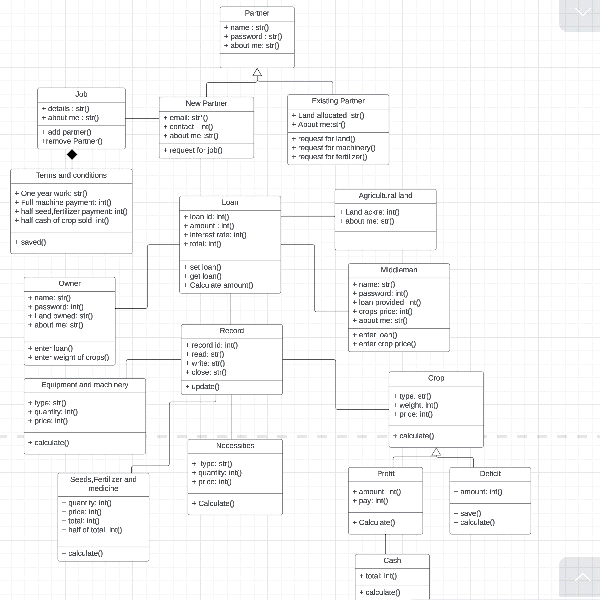 Partner
+ name : str()
+ password : str()
+ about me: str()
Job
+ details : str()
+ about me : str()
+ add partner()
+remove Partner()
New Partner
+ email: str()
+ contact : int()
+ about me :str()
+ request for job()
Existing Partner
+ Land allocated :str()
+ About me:str()
+ request for land()
+ request for machinery()
+ request for fertilizer()
Terms and conditions
+ One year work: str()
+ Full machine payment: int()
+ half seed,fertilizer payment: int()
+ half cash of crop sold: int()
+ saved()
Loan
+ loan id: int()
+ amount : int()
+ interest rate: int()
+ total: int()
+ set loan()
+ get loan()
+ Calculate amount()
Agricultural land
+ Land ackre: int()
+ about me: str()
Owner
+ name: str()
+ password: int()
+ Land owned: str()
+ about me: str()
+ enter loan()
+ enter weight of crops()
Middleman
+ name: str()
+ password: int()
+ loan provided: int()
+ crops price: int()
+ about me: str()
+ enter loan()
+ enter crop price()
Record
+ record id: int()
+ read: str()
+ write: str()
+ close: str()
+ update()
Equipment and machinery
+ type: str()
+ quantity: int()
+ price: int()
+ calculate()
Crop
+ type: str()
+ weight: int()
+ price: int()
+ calculate()
Necessities
+ type: str()
+ quantity: int()
+ price: int()
+ Calculate()
Seeds,Fertilizer and
medicine
– quantity: int()
– price: int()
– total: int()
– half of total: int()
– calculate()
Profit
+ amount: int()
+ pay: int()
+ Calculate()
Deficit
– amount: int()
– save()
– calculate()
Cash
+ total: int()
+ calculate()